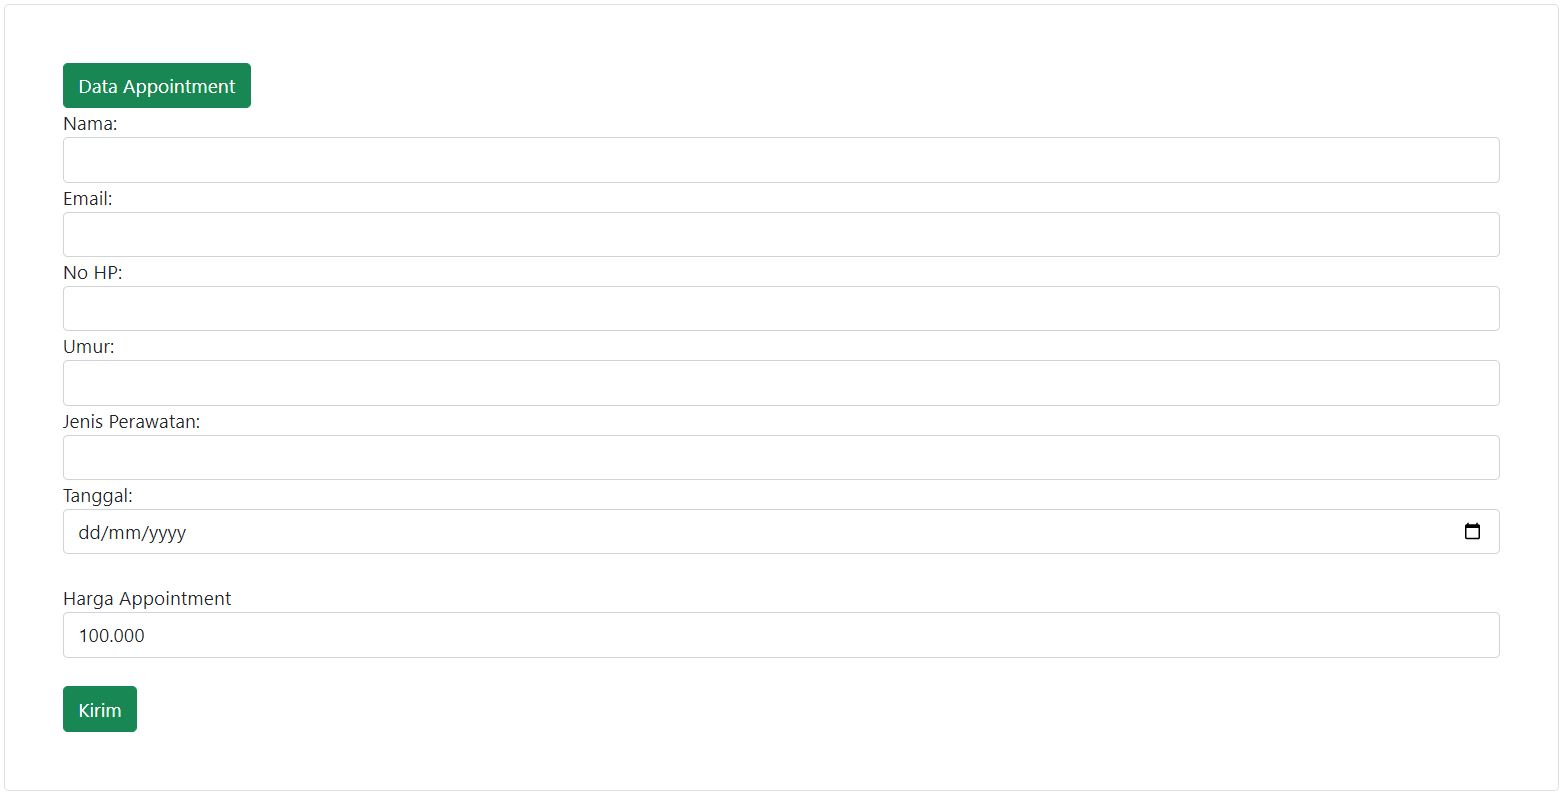 Data Appointment
Nama:
Email:
No HP:
Umur:
Jenis Perawatan:
Tanggal:
dd/mm/yyyy
Harga Appointment
100.000
Kirim